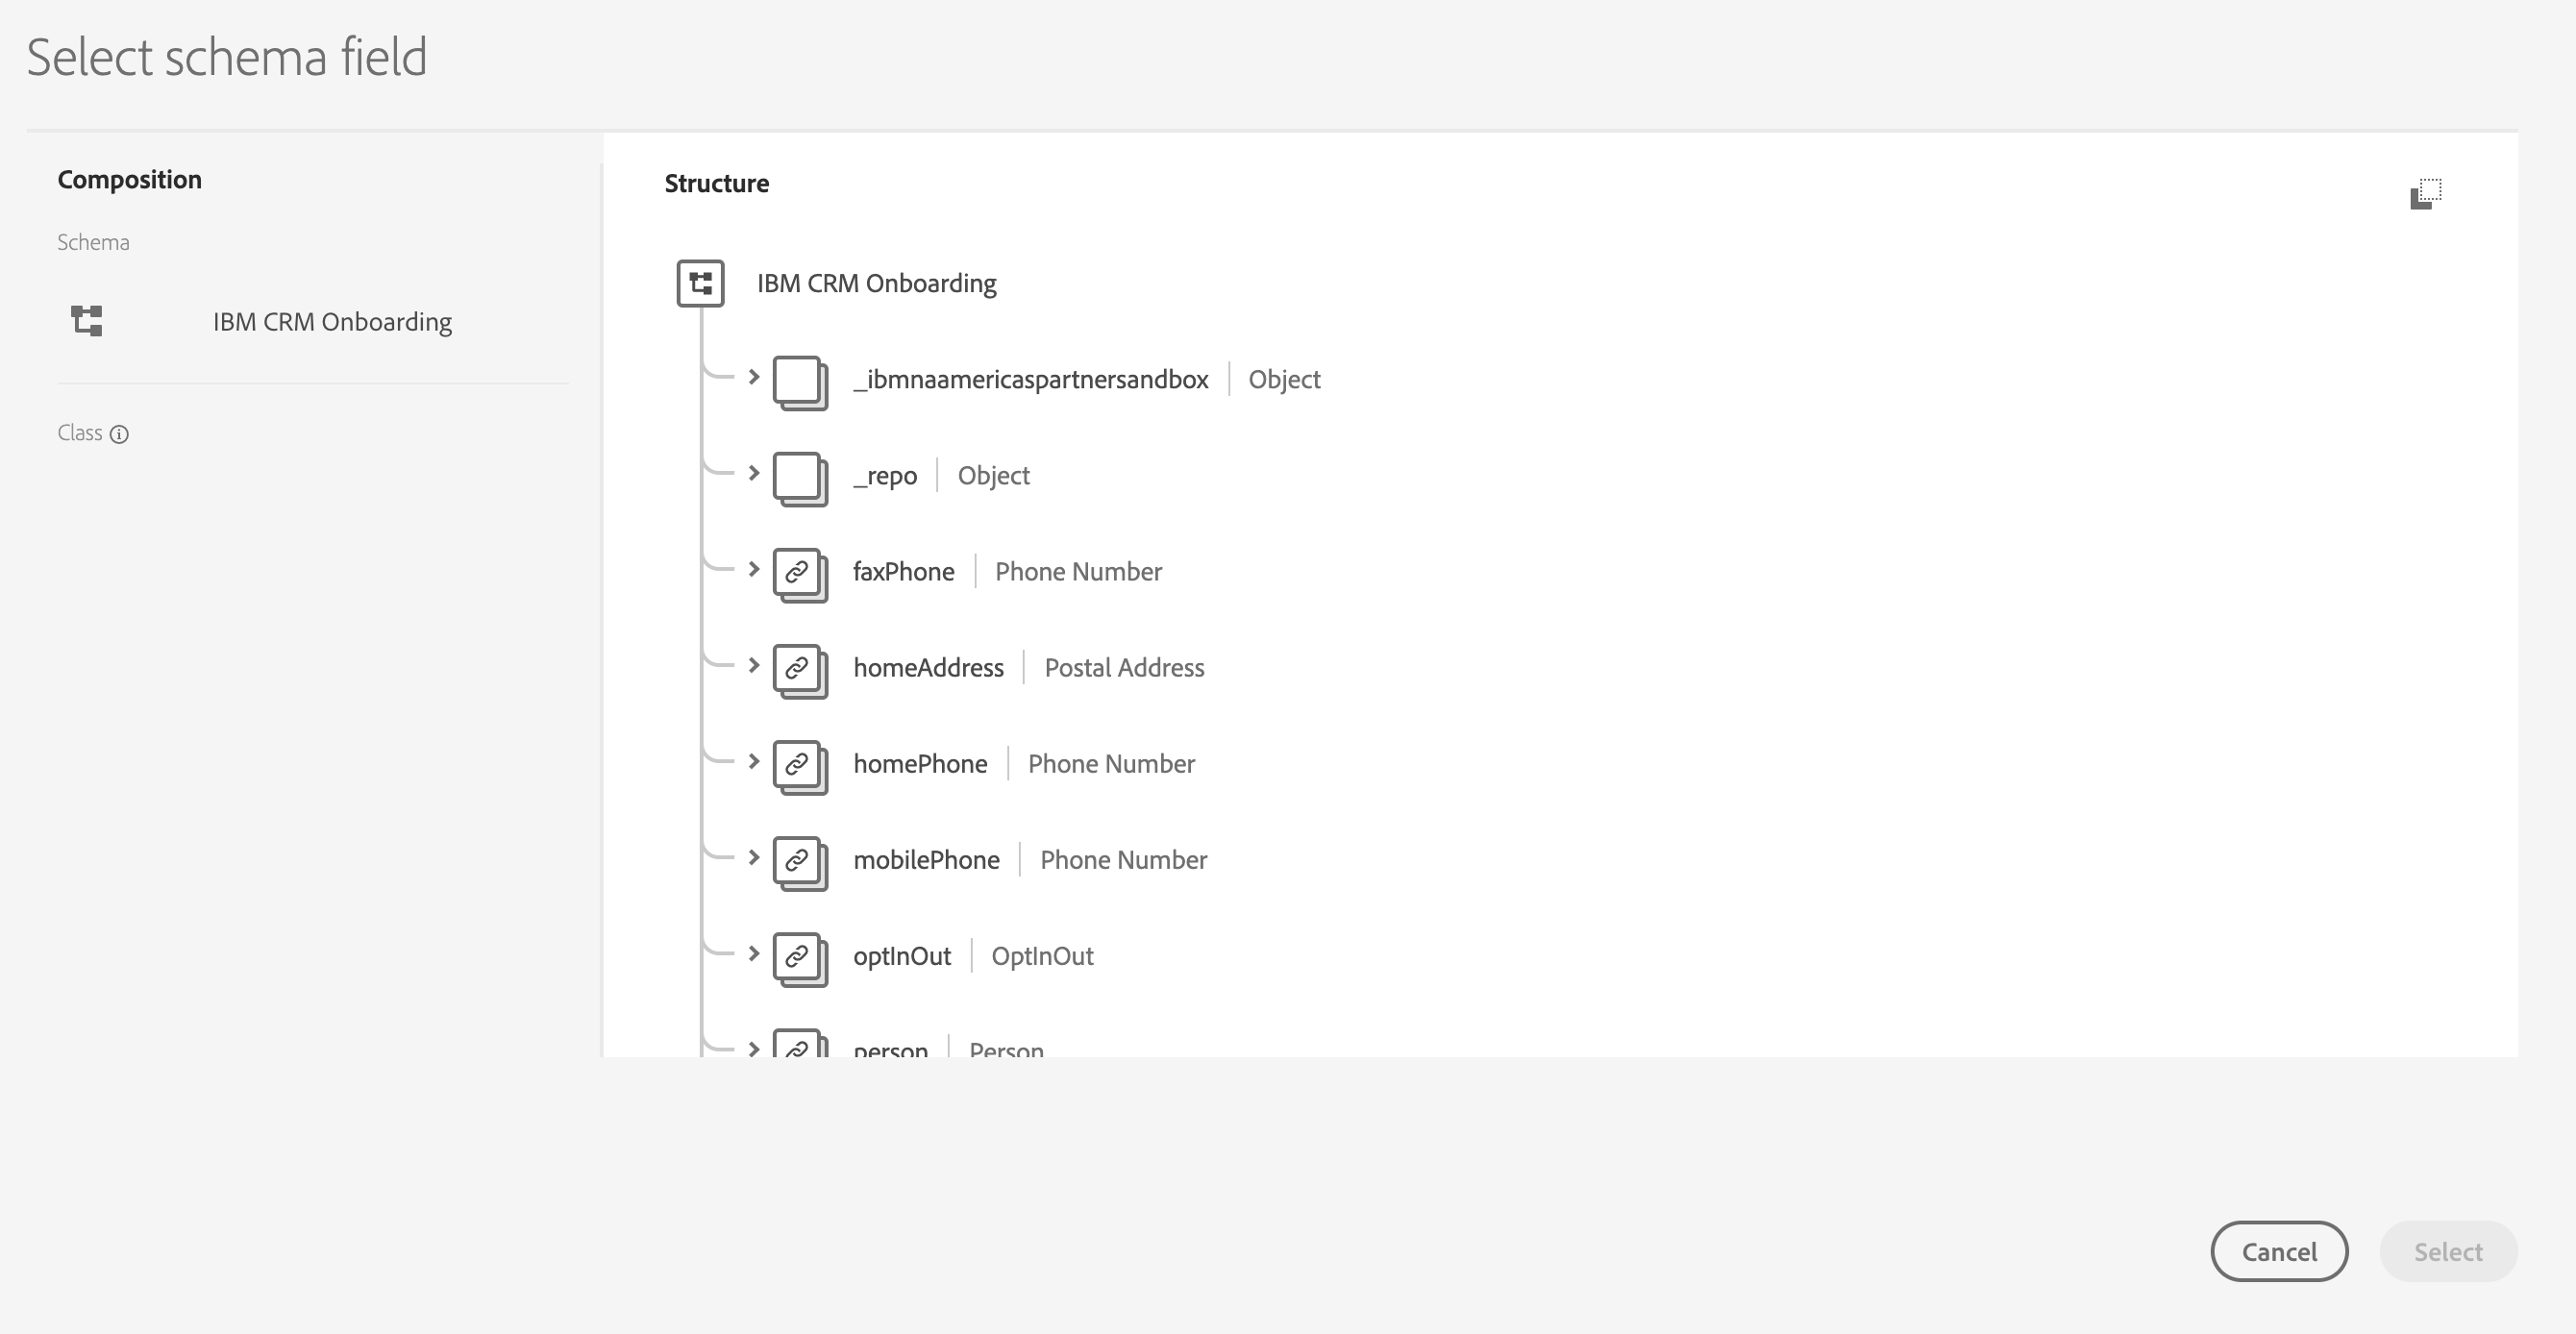 Select schema field
Composition
Schema
IBM CRM Onboarding
Class
Structure
IBM CRM Onboarding
_ibmnaamericaspartnersandbox Object
_repo Object
faxPhone Phone Number
homeAddress Postal Address
homePhone Phone Number
mobilePhone Phone Number
optInOut OptInOut
person Person
Cancel Select